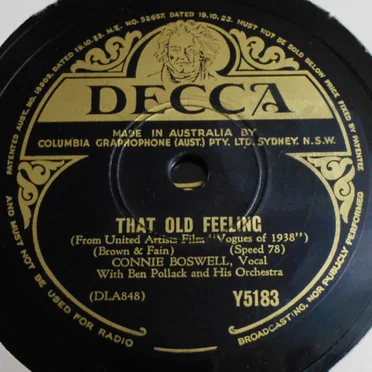 PATENTED AUST. NO. 18609, DATED 19.10.23. N.Z. NO. 52657, DATED 19.10.23. MUST NOT BE SOLD BELOW PRICE FIXED BY PATENTEE
DECCA
MADE IN AUSTRALIA BY
COLUMBIA GRAPHOPHONE (AUST.) PTY. LTD. SYDNEY. N.S.W.
THAT OLD FEELING
(From United Artists Film "Vogues of 1938")
(Brown & Fain) (Speed 78)
CONNIE BOSWELL, Vocal
With Ben Pollack and His Orchestra
(DLA848) Y5183
AND MUST NOT BE USED FOR RADIO
BROADCASTING, NOR PUBLICLY PERFORMED